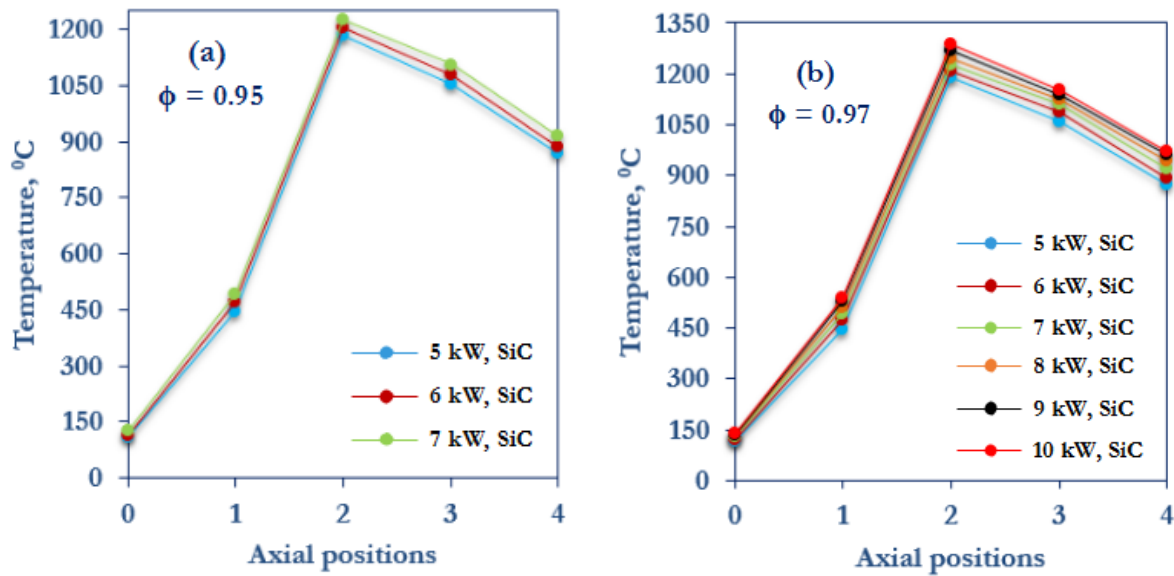 (a)
ϕ = 0.95
Temperature, ⁰C
1200
1050
900
750
600
450
300
150
0
5 kW, SiC
6 kW, SiC
7 kW, SiC
0 1 2 3 4
Axial positions
(b)
ϕ = 0.97
Temperature, ⁰C
1350
1200
1050
900
750
600
450
300
150
0
5 kW, SiC
6 kW, SiC
7 kW, SiC
8 kW, SiC
9 kW, SiC
10 kW, SiC
0 1 2 3 4
Axial positions